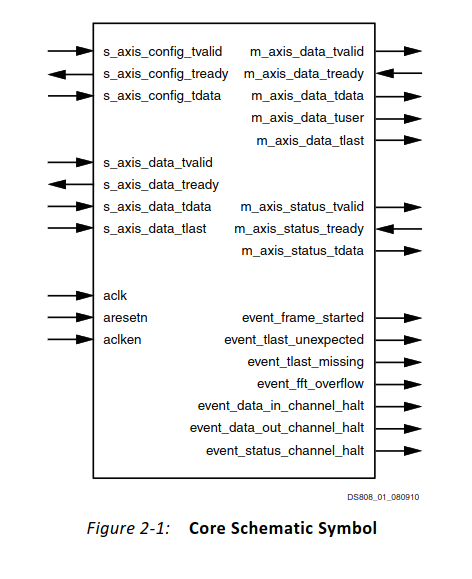 s_axis_config_tvalid
s_axis_config_tready
s_axis_config_tdata
s_axis_data_tvalid
s_axis_data_tready
s_axis_data_tdata
s_axis_data_tlast
aclk
aresetn
aclken
m_axis_data_tvalid
m_axis_data_tready
m_axis_data_tdata
m_axis_data_tuser
m_axis_data_tlast
m_axis_status_tvalid
m_axis_status_tready
m_axis_status_tdata
event_frame_started
event_tlast_unexpected
event_tlast_missing
event_fft_overflow
event_data_in_channel_halt
event_data_out_channel_halt
event_status_channel_halt
DS808_01_080910
Figure 2-1: Core Schematic Symbol